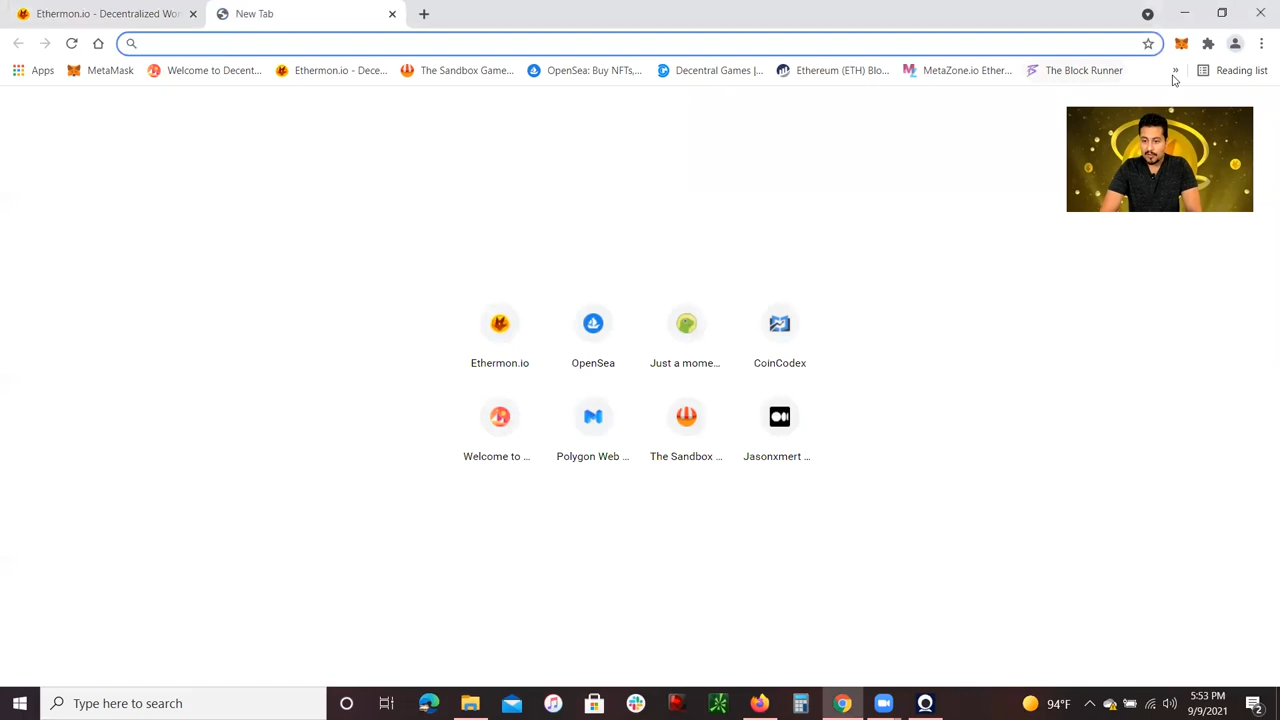 Ethermon.io - Decentralized Wor
New Tab
Apps
MetaMask
Welcome to Decent...
Ethermon.io - Dece...
The Sandbox Game...
OpenSea: Buy NFTs,...
Decentral Games |...
Ethereum (ETH) Blo...
MetaZone.io Ether...
The Block Runner
»
Reading list
Ethermon.io
OpenSea
Just a mome...
CoinCodex
Welcome to ...
Polygon Web ...
The Sandbox ...
Jasonxmert ...
Type here to search
94°F
5:53 PM
9/9/2021
2